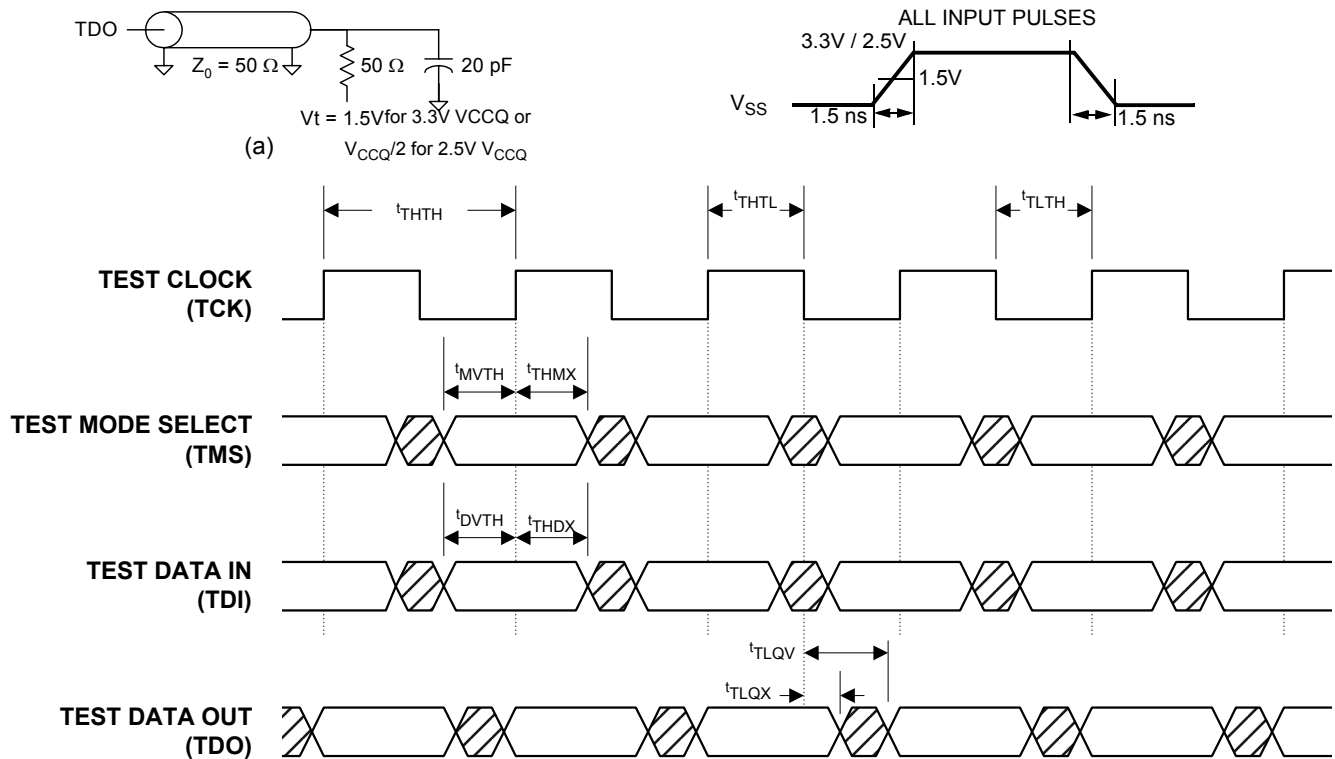 TDO
Z0 = 50 Ω
50 Ω
20 pF
Vt = 1.5Vfor 3.3V VCCQ or
VCCQ/2 for 2.5V VCCQ
(a)
ALL INPUT PULSES
3.3V / 2.5V
1.5V
VSS
1.5 ns
1.5 ns
tTHTH
tTHTL
tTLTH
TEST CLOCK
(TCK)
tMVTH
tTHMX
TEST MODE SELECT
(TMS)
tDVTH
tTHDX
TEST DATA IN
(TDI)
tTLQV
tTLQX
TEST DATA OUT
(TDO)